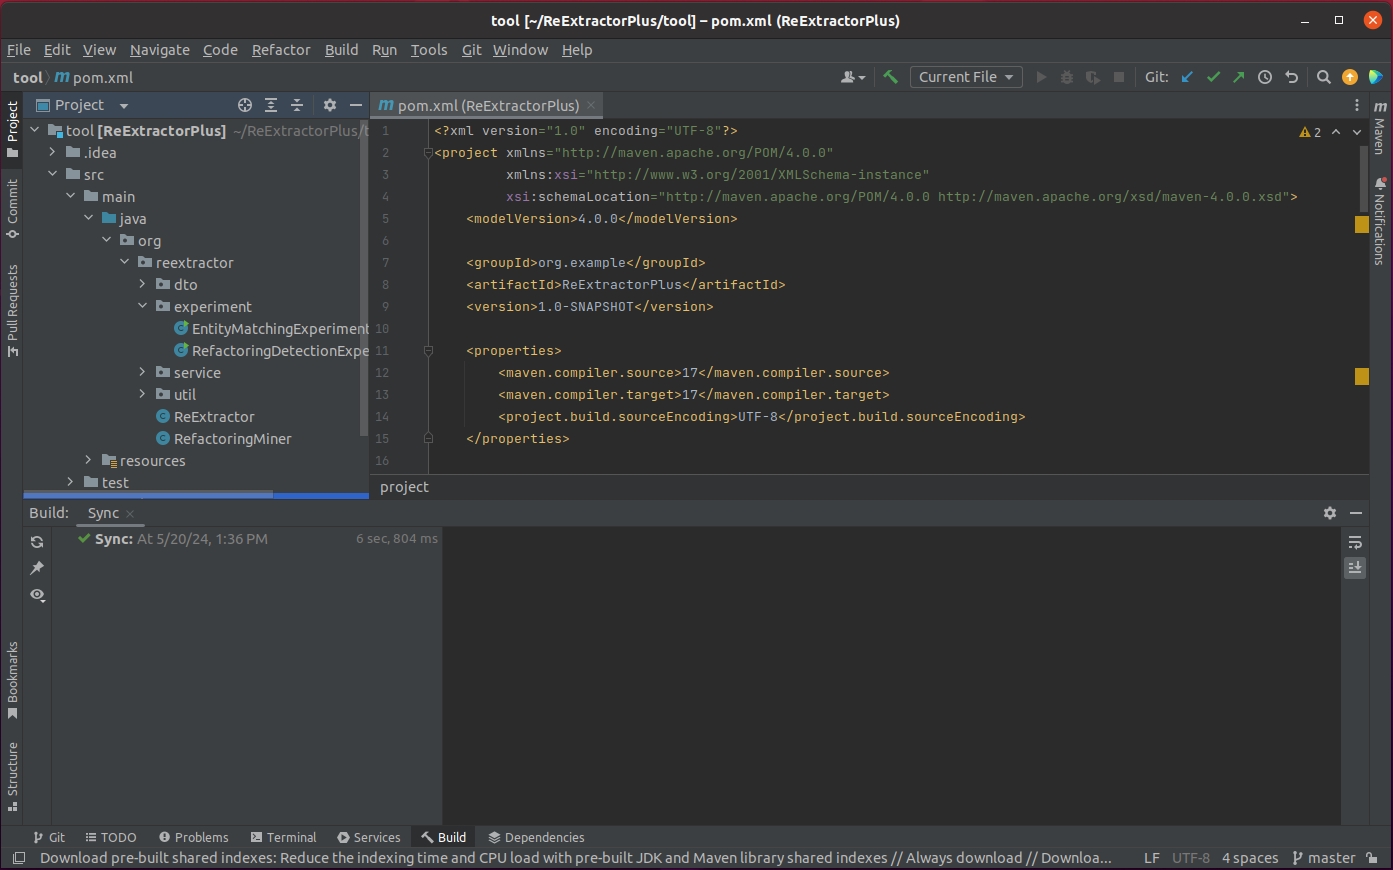 tool [~/ReExtractorPlus/tool] – pom.xml (ReExtractorPlus)
File Edit View Navigate Code Refactor Build Run Tools Git Window Help
tool pom.xml
Current File
Git:
Project
pom.xml (ReExtractorPlus)
Project
Commit
Pull Requests
Bookmarks
Structure
Maven
Notifications
tool [ReExtractorPlus] ~/ReExtractorPlus/t
.idea
src
main
java
org
reextractor
dto
experiment
EntityMatchingExperiment
RefactoringDetectionExpe
service
util
ReExtractor
RefactoringMiner
resources
test
2
1 <?xml version="1.0" encoding="UTF-8"?>
2 <project xmlns="http://maven.apache.org/POM/4.0.0"
3 xmlns:xsi="http://www.w3.org/2001/XMLSchema-instance"
4 xsi:schemaLocation="http://maven.apache.org/POM/4.0.0 http://maven.apache.org/xsd/maven-4.0.0.xsd">
5 <modelVersion>4.0.0</modelVersion>
6
7 <groupId>org.example</groupId>
8 <artifactId>ReExtractorPlus</artifactId>
9 <version>1.0-SNAPSHOT</version>
10
11 <properties>
12 <maven.compiler.source>17</maven.compiler.source>
13 <maven.compiler.target>17</maven.compiler.target>
14 <project.build.sourceEncoding>UTF-8</project.build.sourceEncoding>
15 </properties>
16
project
Build: Sync
Sync: At 5/20/24, 1:36 PM 6 sec, 804 ms
Git TODO Problems Terminal Services Build Dependencies
Download pre-built shared indexes: Reduce the indexing time and CPU load with pre-built JDK and Maven library shared indexes // Always download // Downloa... LF UTF-8 4 spaces master